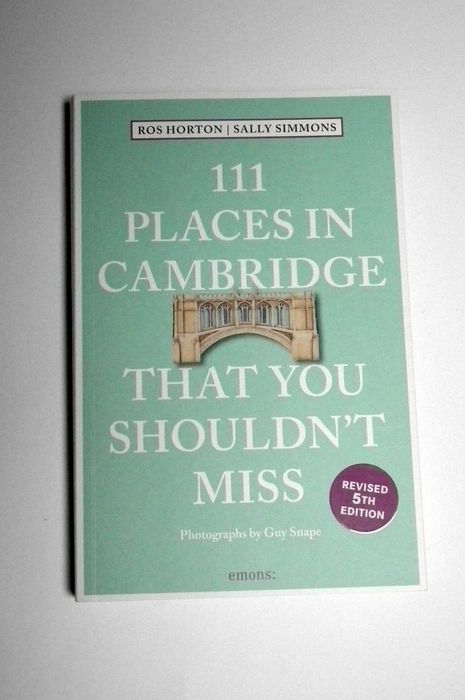 ROS HORTON | SALLY SIMMONS
111
PLACES IN
CAMBRIDGE
THAT YOU
SHOULDN'T
MISS
REVISED
5TH
EDITION
Photographs by Guy Snape
emons: